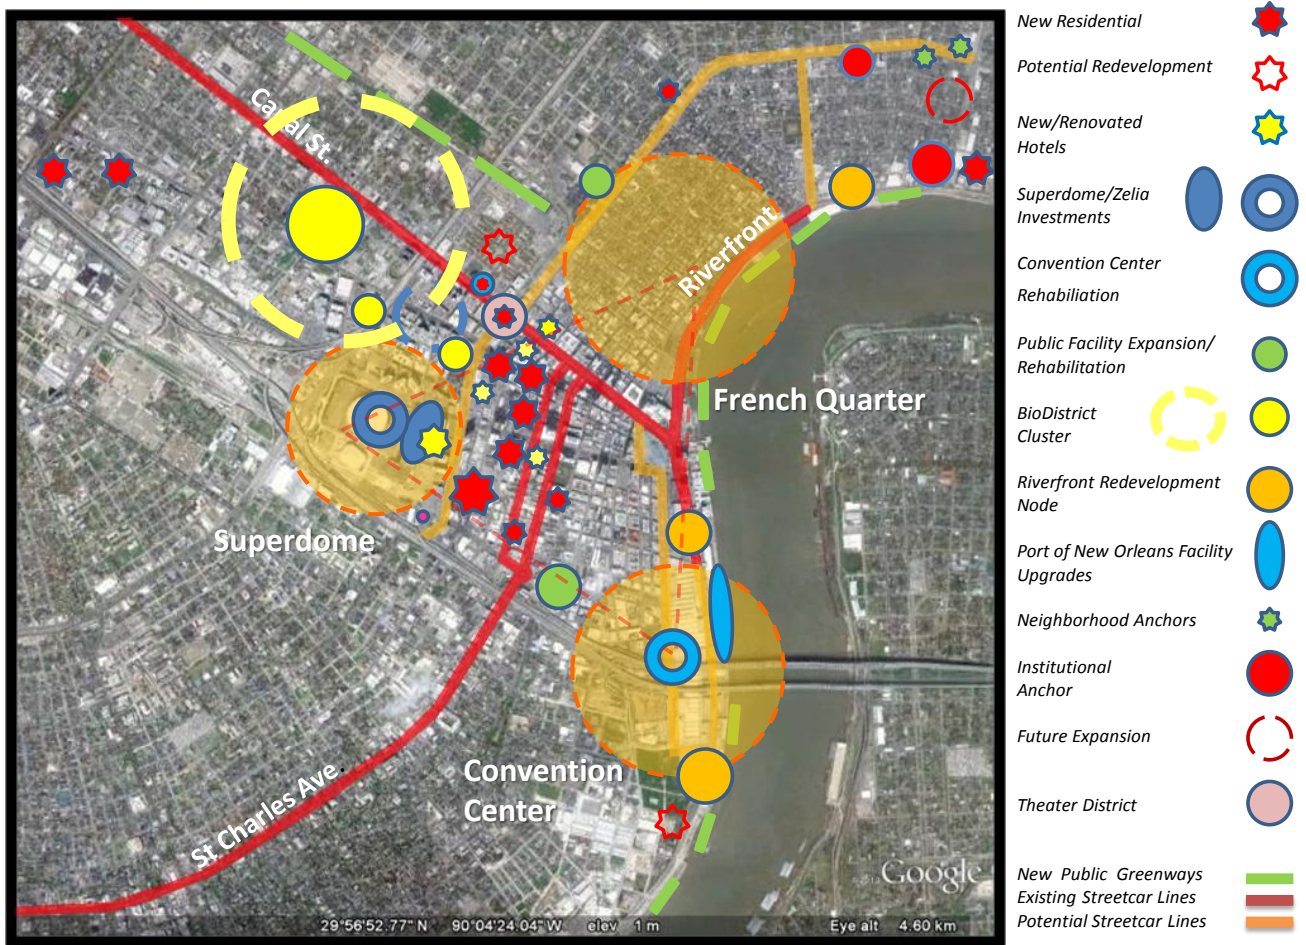 Canal St.
Riverfront
French Quarter
Superdome
Convention
Center
St Charles Ave.
Google
29°56'52.77" N 90°04'24.04" W elev 1 m Eye alt 4.60 km
New Residential
Potential Redevelopment
New/Renovated
Hotels
Superdome/Zelia
Investments
Convention Center
Rehabiliation
Public Facility Expansion/
Rehabilitation
BioDistrict
Cluster
Riverfront Redevelopment
Node
Port of New Orleans Facility
Upgrades
Neighborhood Anchors
Institutional
Anchor
Future Expansion
Theater District
New Public Greenways
Existing Streetcar Lines
Potential Streetcar Lines